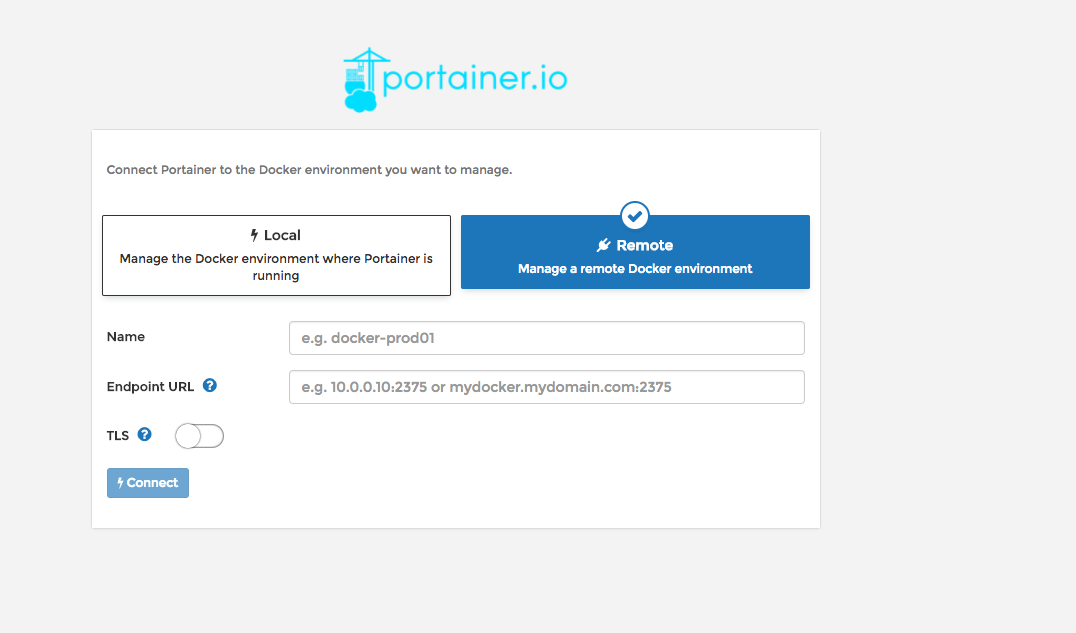 portainer.io
Connect Portainer to the Docker environment you want to manage.
Local
Manage the Docker environment where Portainer is
running
Remote
Manage a remote Docker environment
Name
e.g. docker-prod01
Endpoint URL
e.g. 10.0.0.10:2375 or mydocker.mydomain.com:2375
TLS
Connect